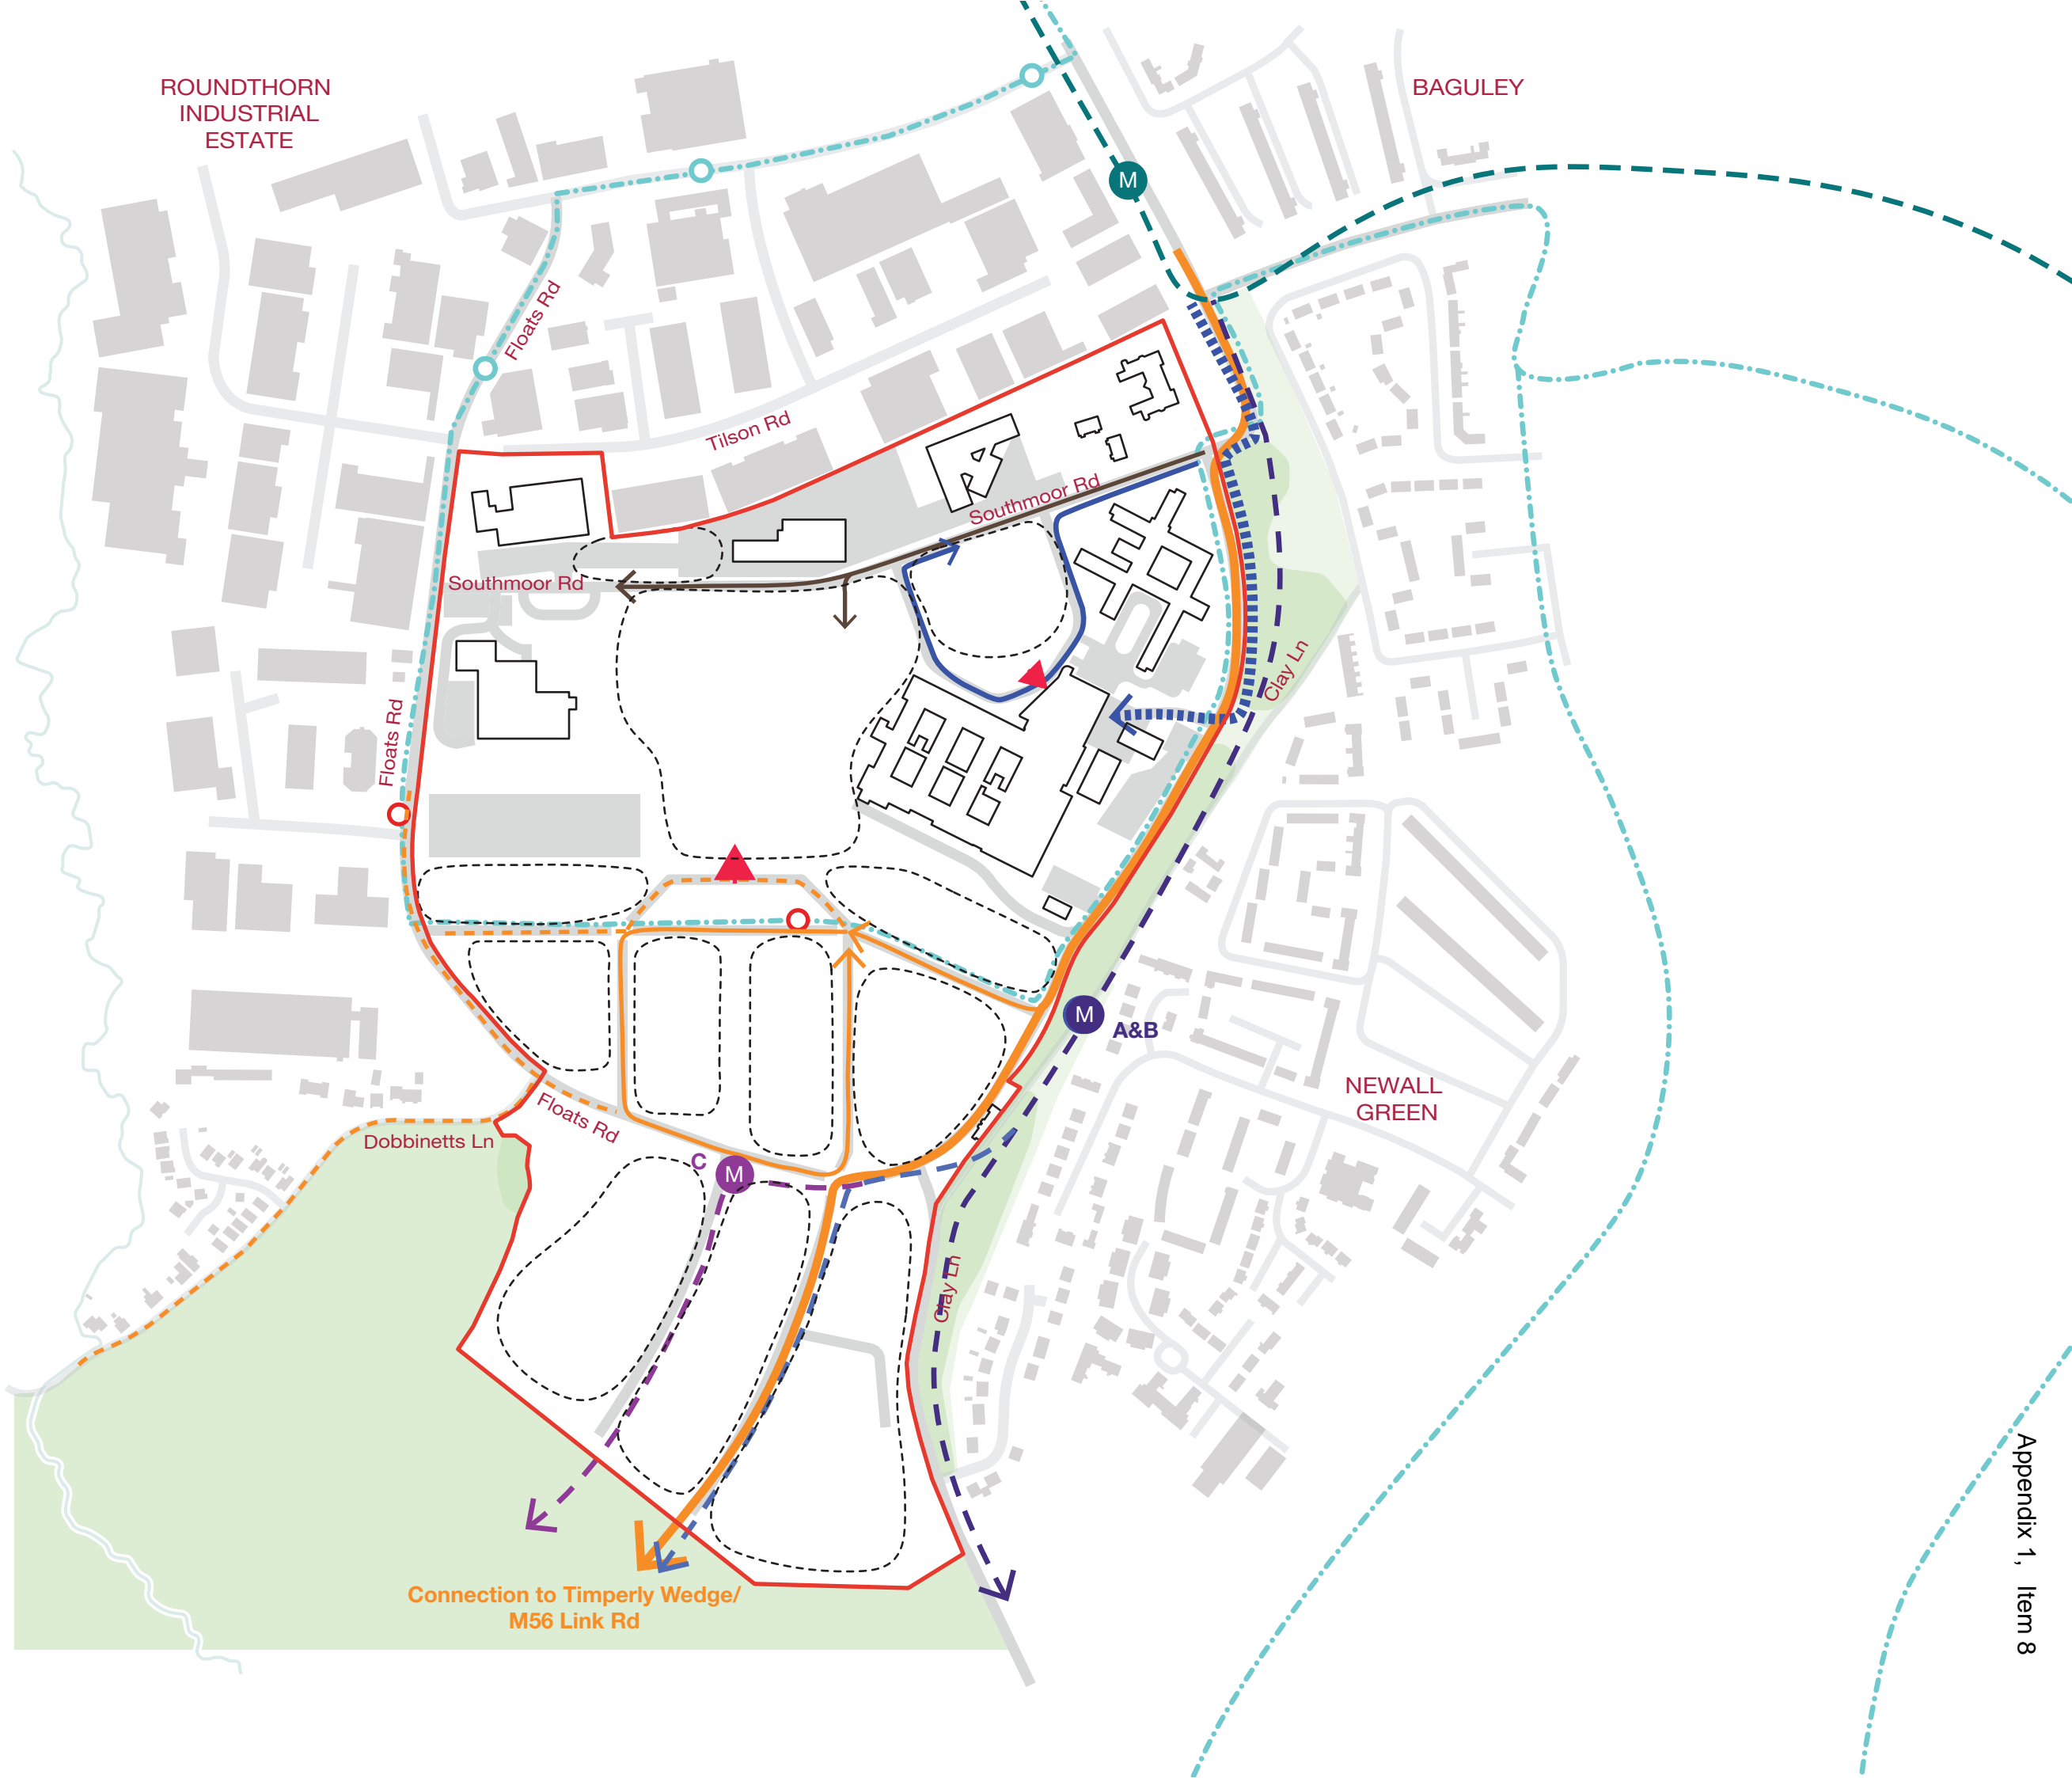 ROUNDTHORN
INDUSTRIAL
ESTATE
BAGULEY
M
Floats Rd
Tilson Rd
Southmoor Rd
Southmoor Rd
Clay Ln
Floats Rd
M
A&B
NEWALL
GREEN
Floats Rd
Dobbinetts Ln
C
M
Clay Ln
Connection to Timperly Wedge/
M56 Link Rd
Appendix 1, Item 8